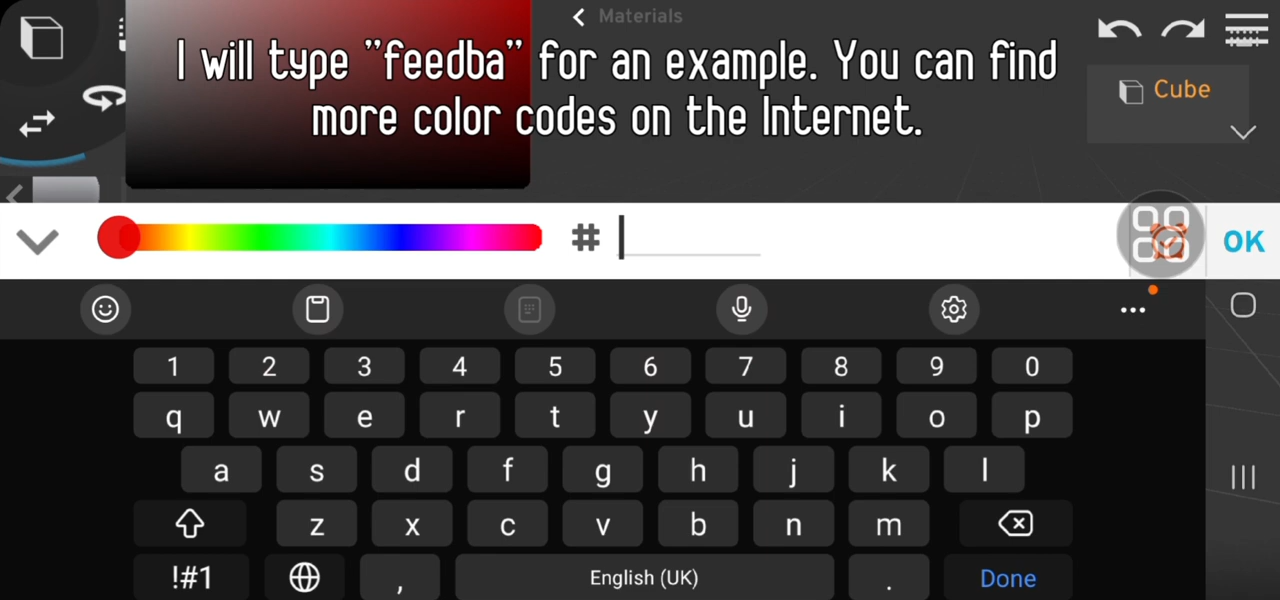 Materials
I will type "feedba" for an example. You can find
more color codes on the Internet.
Cube
#
OK
1 2 3 4 5 6 7 8 9 0
q w e r t y u i o p
a s d f g h j k l
z x c v b n m
!#1 , English (UK) . Done